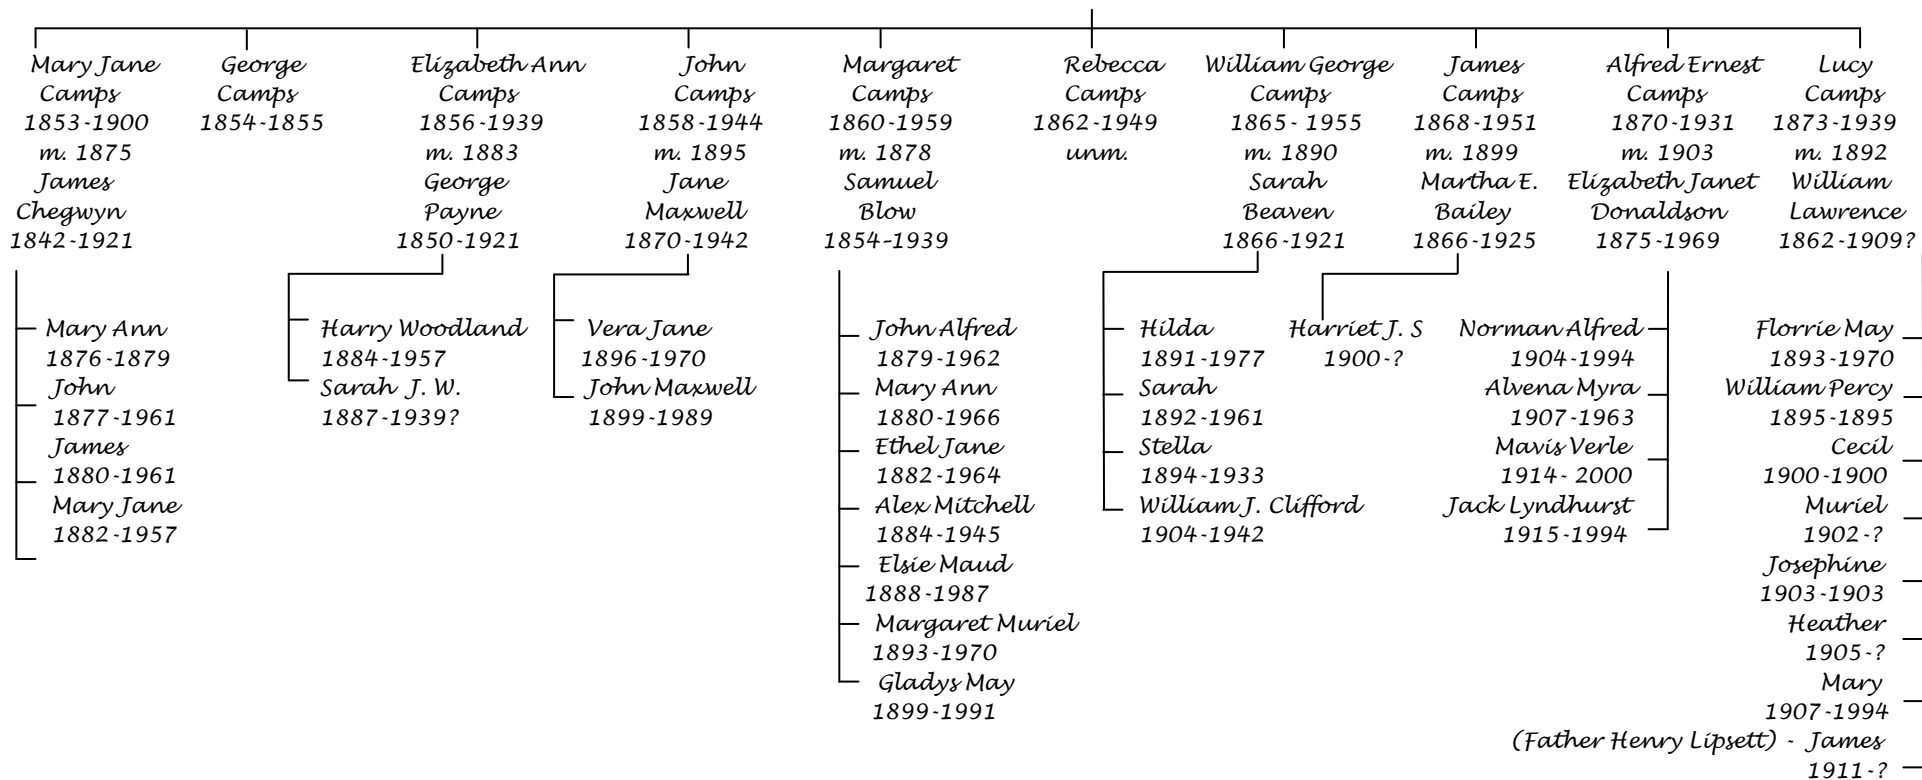 Mary Jane
Camps
1853-1900
m. 1875
James
Chegwyn
1842-1921
Mary Ann
1876-1879
John
1877-1961
James
1880-1961
Mary Jane
1882-1957
George
Camps
1854-1855
Elizabeth Ann
Camps
1856-1939
m. 1883
George
Payne
1850-1921
Harry Woodland
1884-1957
Sarah J. W.
1887-1939?
John
Camps
1858-1944
m. 1895
Jane
Maxwell
1870-1942
Vera Jane
1896-1970
John Maxwell
1899-1989
Margaret
Camps
1860-1959
m. 1878
Samuel
Blow
1854-1939
John Alfred
1879-1962
Mary Ann
1880-1966
Ethel Jane
1882-1964
Alex Mitchell
1884-1945
Elsie Maud
1888-1987
Margaret Muriel
1893-1970
Gladys May
1899-1991
Rebecca
Camps
1862-1949
unm.
William George
Camps
1865- 1955
m. 1890
Sarah
Beaven
1866-1921
Hilda
1891-1977
Sarah
1892-1961
Stella
1894-1933
William J. Clifford
1904-1942
James
Camps
1868-1951
m. 1899
Martha E.
Bailey
1866-1925
Harriet J. S
1900-?
Alfred Ernest
Camps
1870-1931
m. 1903
Elizabeth Janet
Donaldson
1875-1969
Norman Alfred
1904-1994
Alvena Myra
1907-1963
Mavis Verle
1914- 2000
Jack Lyndhurst
1915-1994
Lucy
Camps
1873-1939
m. 1892
William
Lawrence
1862-1909?
Florrie May
1893-1970
William Percy
1895-1895
Cecil
1900-1900
Muriel
1902-?
Josephine
1903-1903
Heather
1905-?
Mary
1907-1994
(Father Henry Lipsett) - James
1911-?